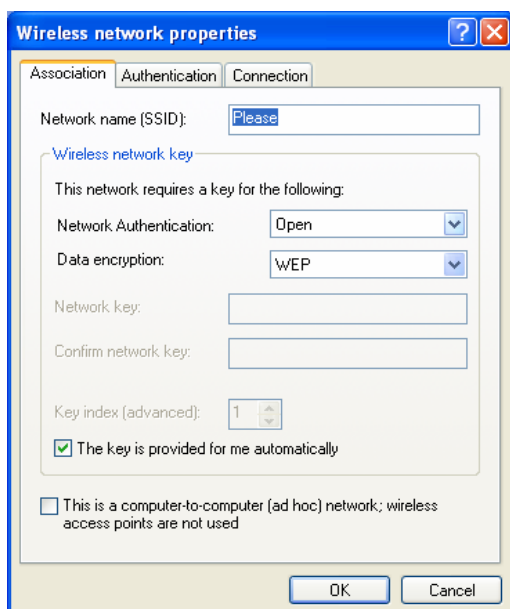 Wireless network properties
Association Authentication Connection
Network name (SSID): Please
Wireless network key
This network requires a key for the following:
Network Authentication: Open
Data encryption: WEP
Network key:
Confirm network key:
Key index (advanced): 1
The key is provided for me automatically
This is a computer-to-computer (ad hoc) network; wireless
access points are not used
OK Cancel